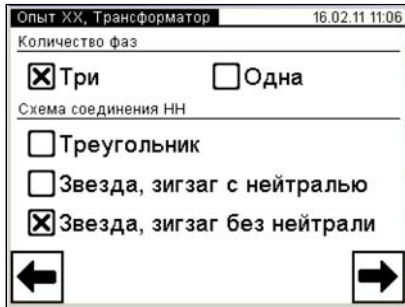 Опыт ХХ, Трансформатор 16.02.11 11:06
Количество фаз
Три Одна
Схема соединения НН
Треугольник
Звезда, зигзаг с нейтралью
Звезда, зигзаг без нейтрали